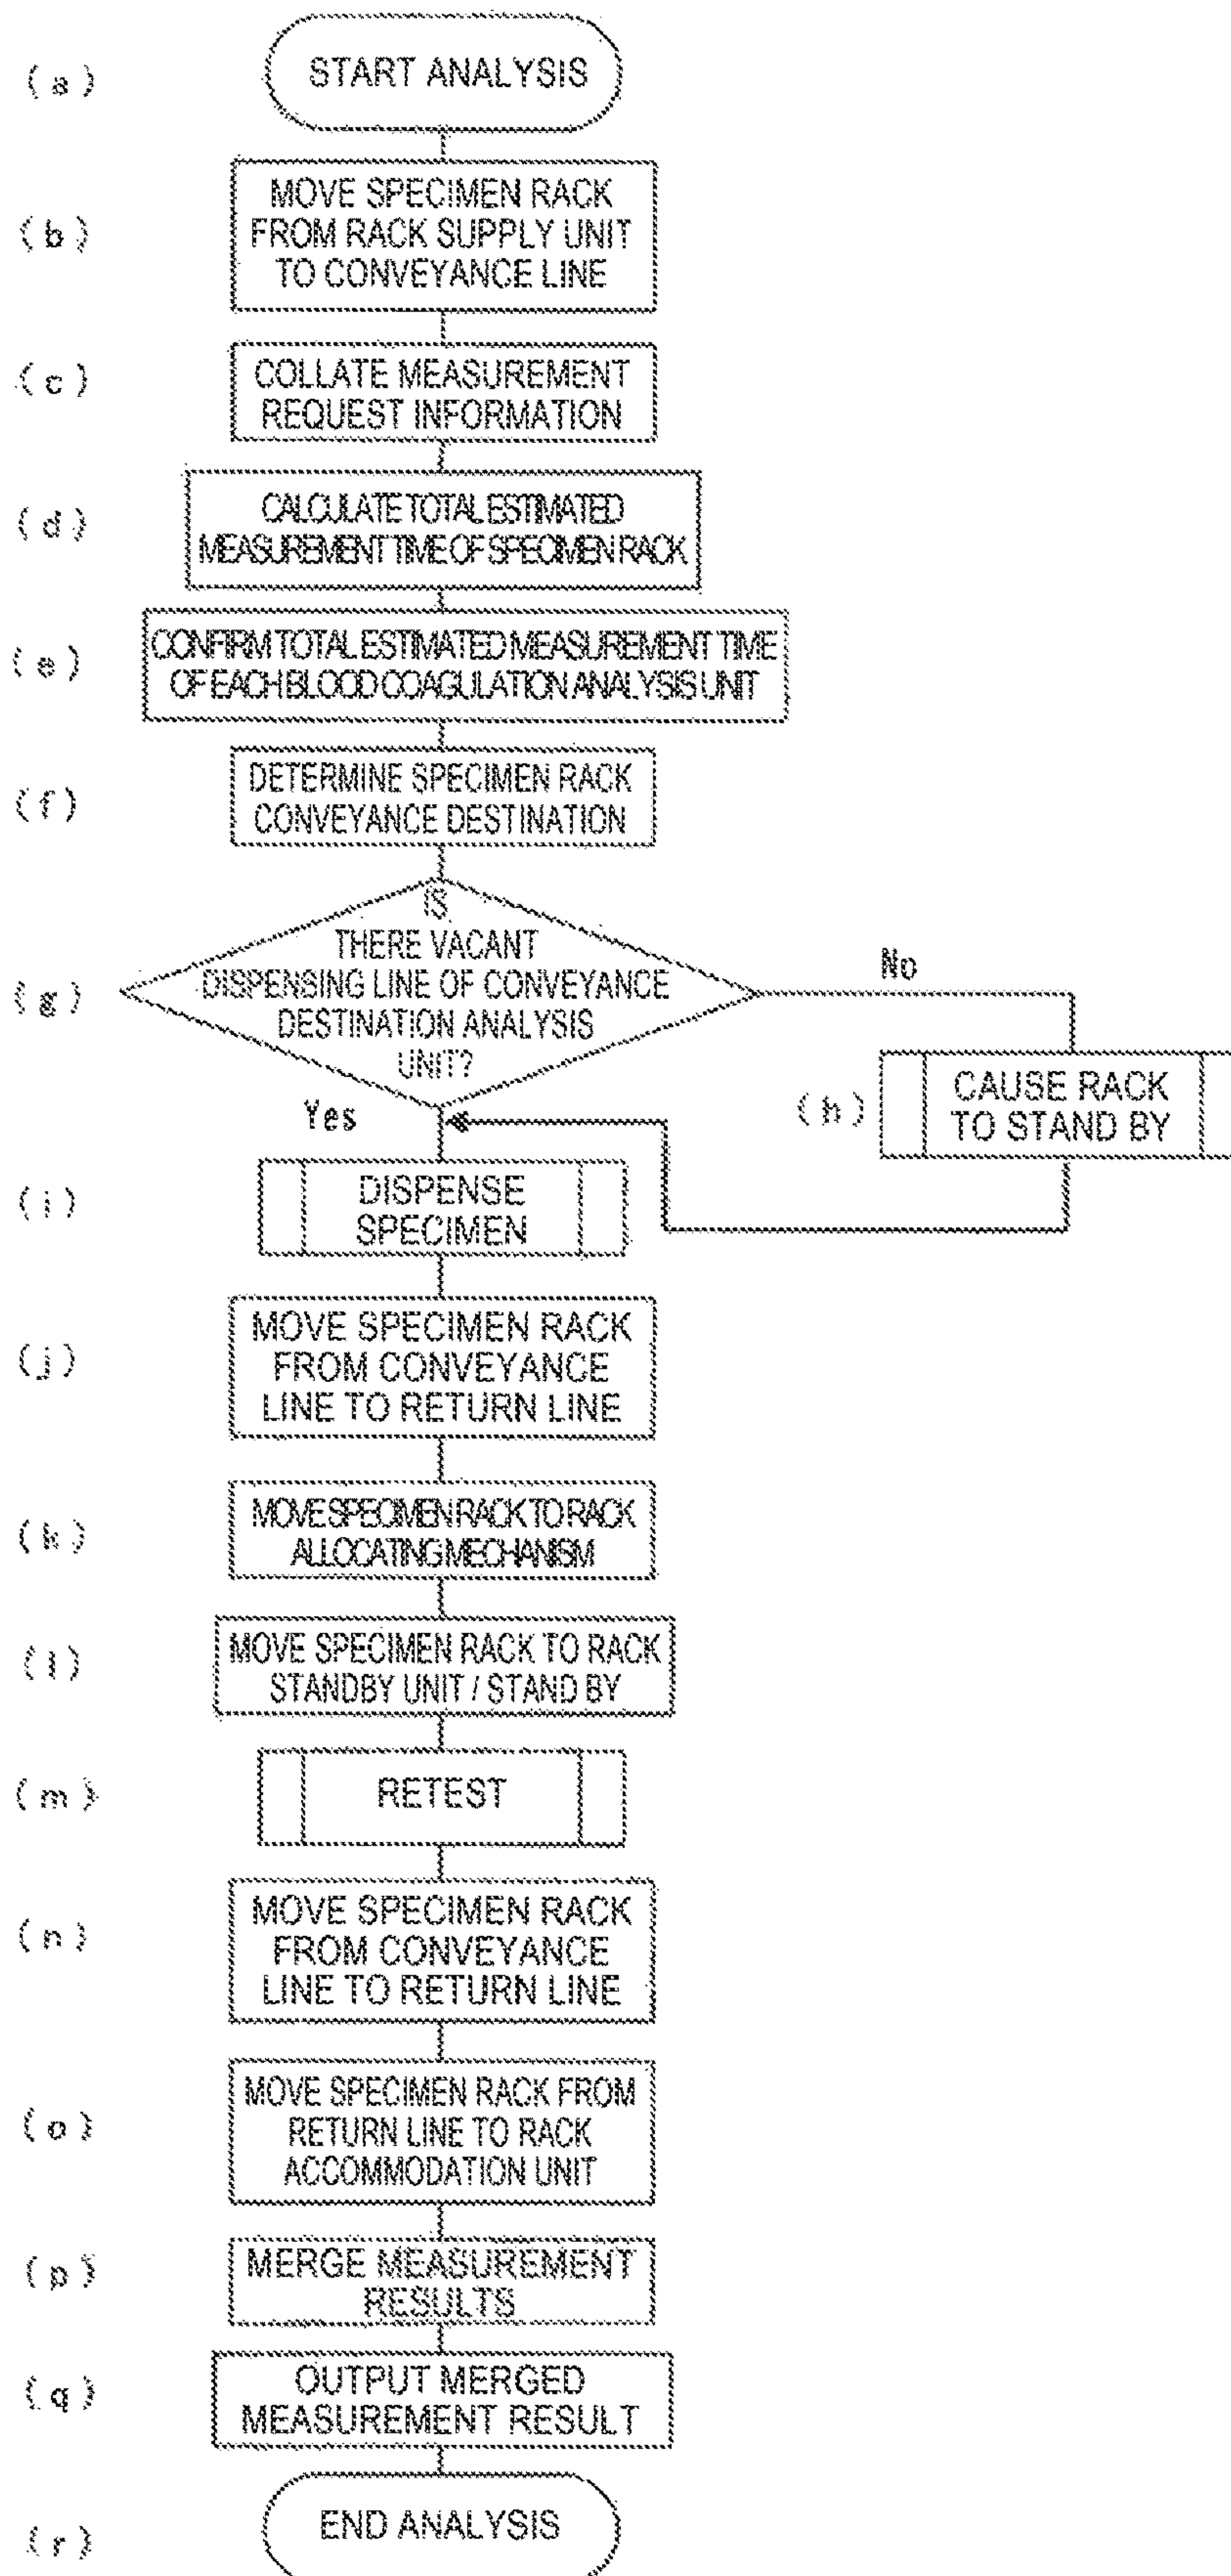 (a)
START ANALYSIS
(b)
MOVE SPECIMEN RACK
FROM RACK SUPPLY UNIT
TO CONVEYANCE LINE
(c)
COLLATE MEASUREMENT
REQUEST INFORMATION
(d)
CALCULATE TOTAL ESTIMATED
MEASUREMENT TIME OF SPECIMEN RACK
(e)
CONFIRM TOTAL ESTIMATED MEASUREMENT TIME
OF EACH BLOOD COAGULATION ANALYSIS UNIT
(f)
DETERMINE SPECIMEN RACK
CONVEYANCE DESTINATION
(g)
IS
THERE VACANT
DISPENSING LINE OF CONVEYANCE
DESTINATION ANALYSIS
UNIT?
No
Yes
(h)
CAUSE RACK
TO STAND BY
(i)
DISPENSE
SPECIMEN
(j)
MOVE SPECIMEN RACK
FROM CONVEYANCE
LINE TO RETURN LINE
(k)
MOVE SPECIMEN RACK TO RACK
ALLOCATING MECHANISM
(l)
MOVE SPECIMEN RACK TO RACK
STANDBY UNIT / STAND BY
(m)
RETEST
(n)
MOVE SPECIMEN RACK
FROM CONVEYANCE
LINE TO RETURN LINE
(o)
MOVE SPECIMEN RACK FROM
RETURN LINE TO RACK
ACCOMMODATION UNIT
(p)
MERGE MEASUREMENT
RESULTS
(q)
OUTPUT MERGED
MEASUREMENT RESULT
(r)
END ANALYSIS